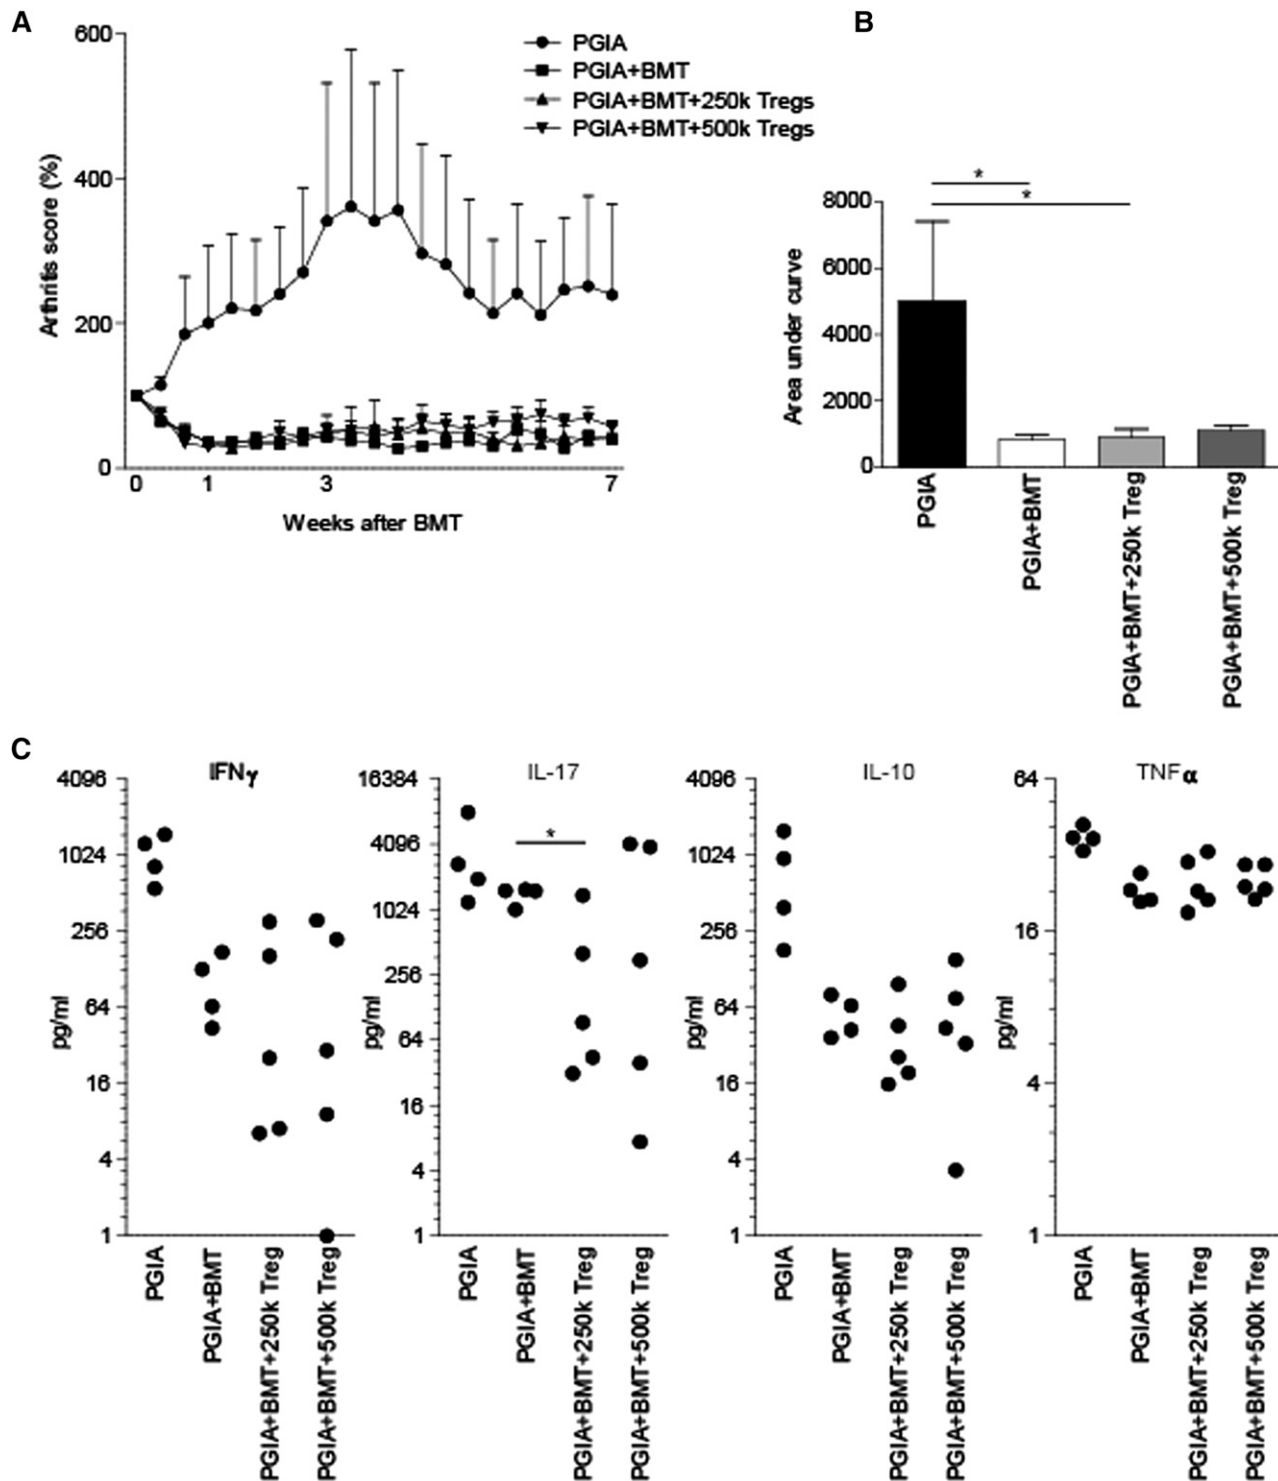 A
600
400
200
0
Arthritis score (%)
0 1 3 7
Weeks after BMT
PGIA
PGIA+BMT
PGIA+BMT+250k Tregs
PGIA+BMT+500k Tregs
B
*
*
8000
6000
4000
2000
0
Area under curve
PGIA
PGIA+BMT
PGIA+BMT+250k Treg
PGIA+BMT+500k Treg
C
IFNγ
4096
1024
256
64
16
4
1
pg/ml
PGIA
PGIA+BMT
PGIA+BMT+250k Treg
PGIA+BMT+500k Treg
IL-17
*
16384
4096
1024
256
64
16
4
1
pg/ml
PGIA
PGIA+BMT
PGIA+BMT+250k Treg
PGIA+BMT+500k Treg
IL-10
4096
1024
256
64
16
4
1
pg/ml
PGIA
PGIA+BMT
PGIA+BMT+250k Treg
PGIA+BMT+500k Treg
TNFα
64
16
4
1
pg/ml
PGIA
PGIA+BMT
PGIA+BMT+250k Treg
PGIA+BMT+500k Treg